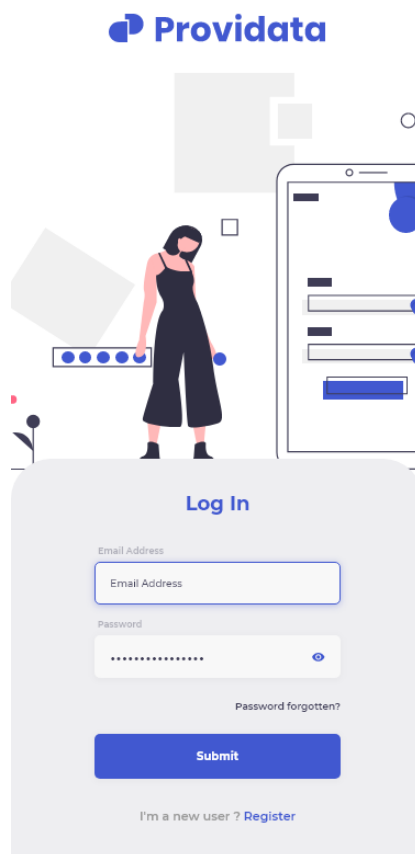 Providata
Log In
Email Address
Email Address
Password
••••••••••••••••
Password forgotten?
Submit
I'm a new user ? Register